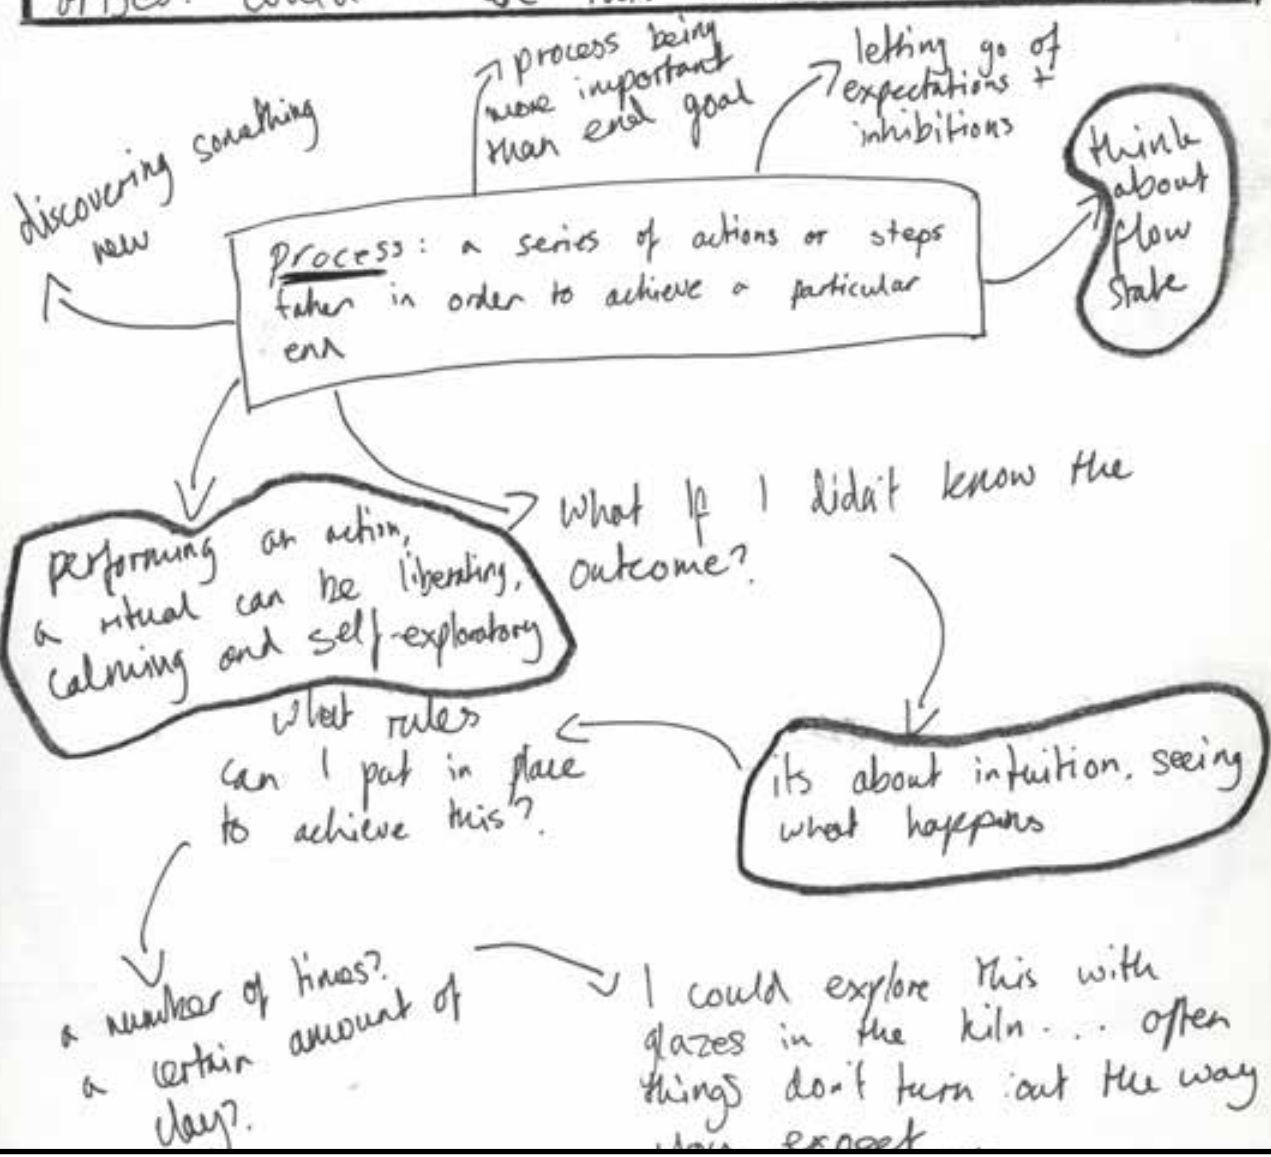 process being
more important
than end goal
letting go of
expectations +
inhibitions
think
about
flow
state
discovering something
new
process: a series of actions or steps
taken in order to achieve a particular
end
performing an action,
a ritual can be liberating,
calming and self-exploratory
What if I didn't know the
outcome?
its about intuition. seeing
what happens
what rules
can I put in place
to achieve this?
a number of times?
a certain amount of
clay?
I could explore this with
glazes in the kiln.... often
things don't turn out the way
you expect